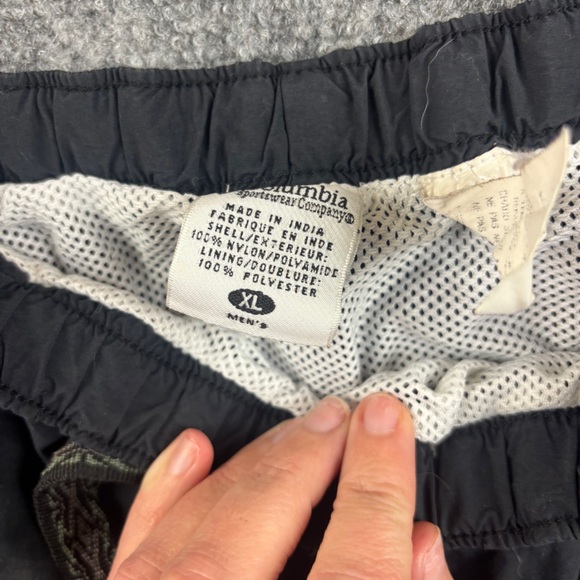 Columbia
Sportswear Company®
MADE IN INDIA
FABRIQUE EN INDE
SHELL/EXTERIEUR:
100% NYLON/POLYAMIDE
LINING/DOUBLURE:
100% POLYESTER
XL
MEN'S